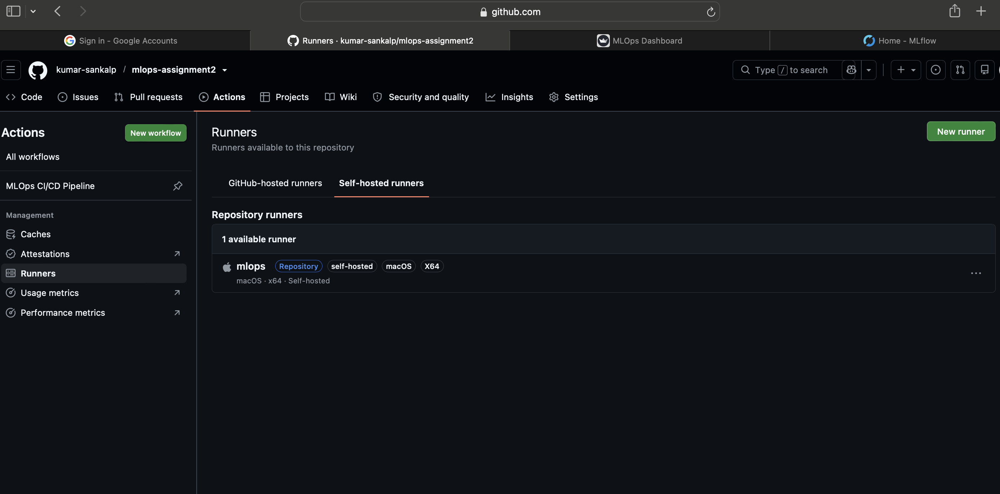 github.com
Sign in - Google Accounts
Runners · kumar-sankalp/mlops-assignment2
MLOps Dashboard
Home - MLflow
kumar-sankalp / mlops-assignment2
Type / to search
Code
Issues
Pull requests
Actions
Projects
Wiki
Security and quality
Insights
Settings
Actions
New workflow
All workflows
MLOps CI/CD Pipeline
Management
Caches
Attestations
Runners
Usage metrics
Performance metrics
Runners
New runner
Runners available to this repository
GitHub-hosted runners
Self-hosted runners
Repository runners
1 available runner
mlops Repository self-hosted macOS X64
macOS · x64 · Self-hosted